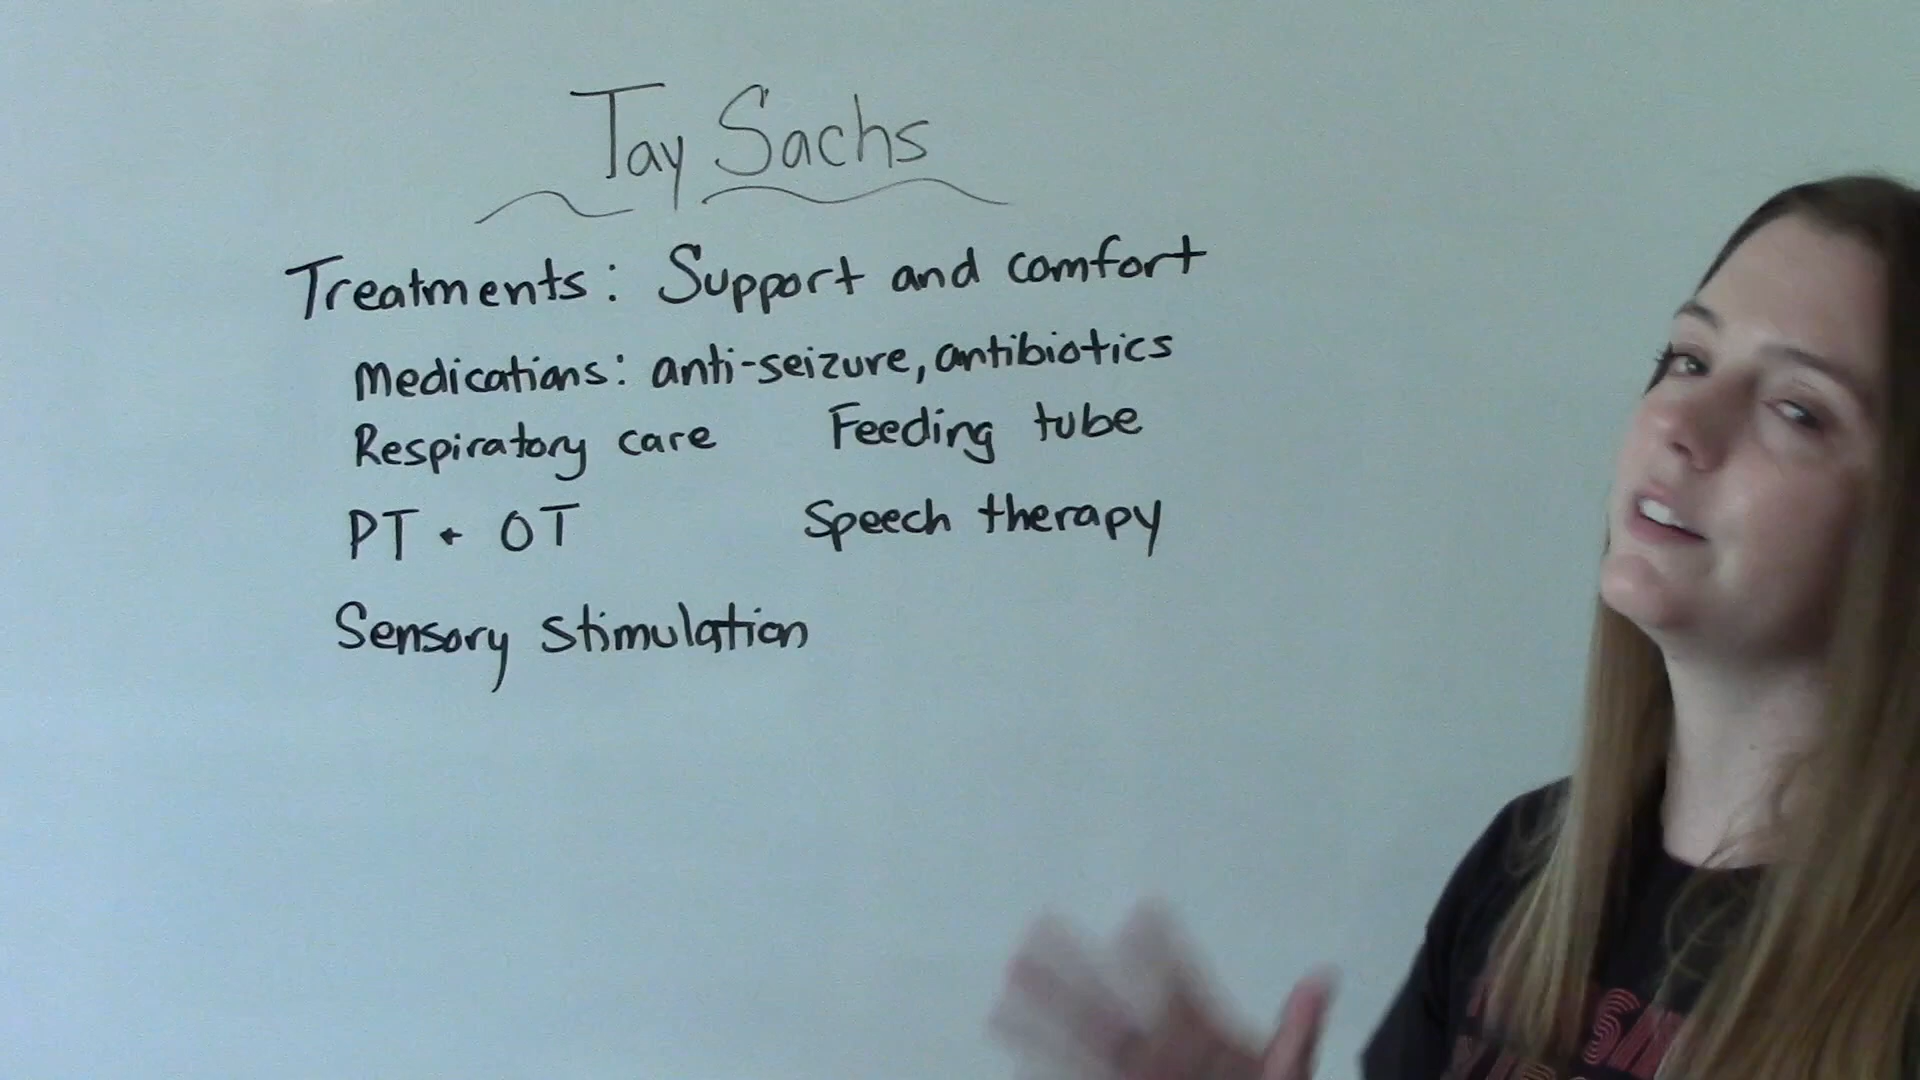 Tay Sachs
Treatments: Support and comfort
Medications: anti-seizure, antibiotics
Respiratory care Feeding tube
PT + OT Speech therapy
Sensory stimulation